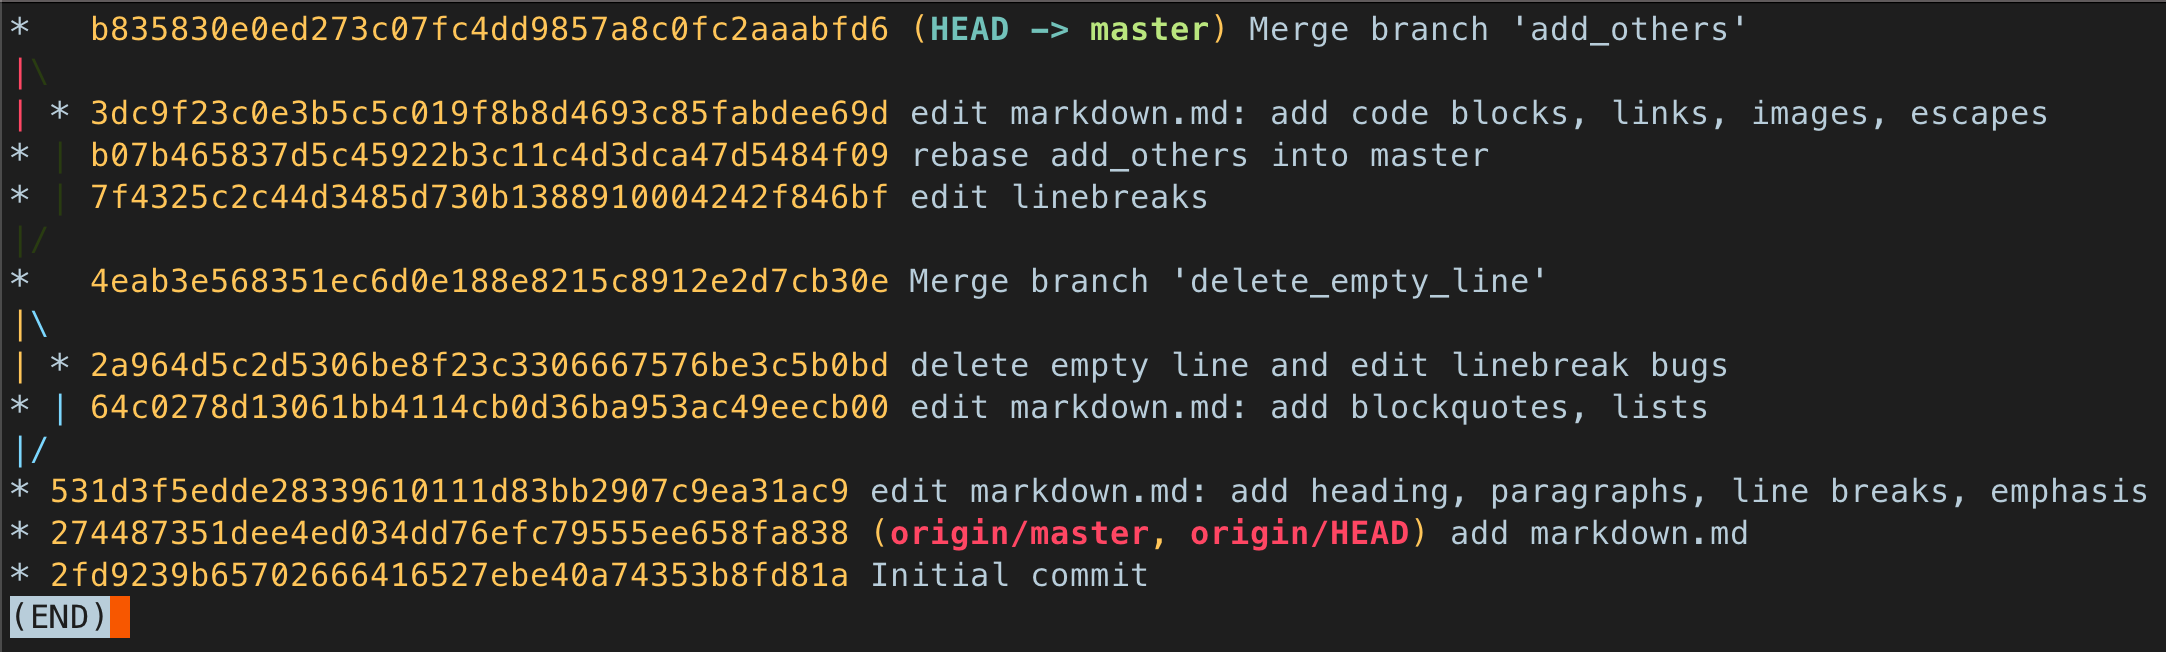 *   b835830e0ed273c07fc4dd9857a8c0fc2aaabfd6 (HEAD -> master) Merge branch 'add_others'
|\
| * 3dc9f23c0e3b5c5c019f8b8d4693c85fabdee69d edit markdown.md: add code blocks, links, images, escapes
* | b07b465837d5c45922b3c11c4d3dca47d5484f09 rebase add_others into master
* | 7f4325c2c44d3485d730b1388910004242f846bf edit linebreaks
|/
*   4eab3e568351ec6d0e188e8215c8912e2d7cb30e Merge branch 'delete_empty_line'
|\
| * 2a964d5c2d5306be8f23c3306667576be3c5b0bd delete empty line and edit linebreak bugs
* | 64c0278d13061bb4114cb0d36ba953ac49eecb00 edit markdown.md: add blockquotes, lists
|/
* 531d3f5edde28339610111d83bb2907c9ea31ac9 edit markdown.md: add heading, paragraphs, line breaks, emphasis
* 274487351dee4ed034dd76efc79555ee658fa838 (origin/master, origin/HEAD) add markdown.md
* 2fd9239b65702666416527ebe40a74353b8fd81a Initial commit
(END)